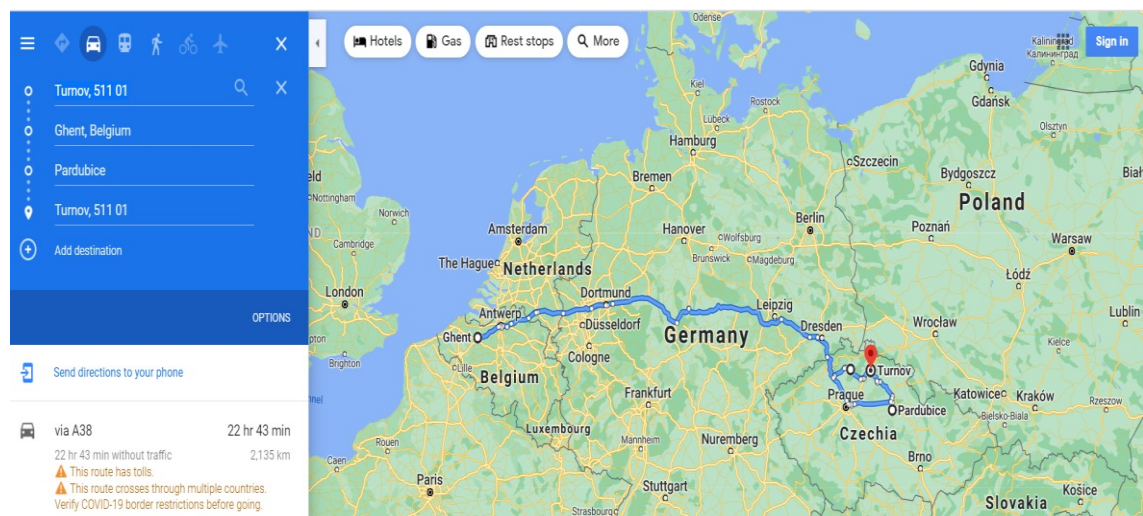 Turnov, 511 01
Ghent, Belgium
Pardubice
Turnov, 511 01
Add destination
OPTIONS
Send directions to your phone
via A38 22 hr 43 min
22 hr 43 min without traffic 2,135 km
This route has tolls.
This route crosses through multiple countries.
Verify COVID-19 border restrictions before going.
Hotels Gas Rest stops More
Sign in
Odense
Kaliningrad
Калининград
Gdynia
Kiel
Gdańsk
Rostock
Lübeck
Olsztyn
Hamburg
Szczecin
Bydgoszcz
Biał
eld
Bremen
Nottingham
Poland
Norwich
Berlin
Amsterdam
Hanover
Wolfsburg
Poznań
Warsaw
Cambridge
Brunswick
Magdeburg
The Hague
Netherlands
Łódź
London
Dortmund
Leipzig
Lublin
Antwerp
Düsseldorf
Germany
Dresden
Wrocław
Ghent
Kielce
Brighton
Lille
Cologne
Belgium
Turnov
Frankfurt
Prague
Katowice
Kraków
Rzeszow
Pardubice
Bielsko-Biala
Luxembourg
Rouen
Mannheim
Nuremberg
Czechia
Caen
Brno
Paris
Stuttgart
Košice
Strasbourg
Slovakia